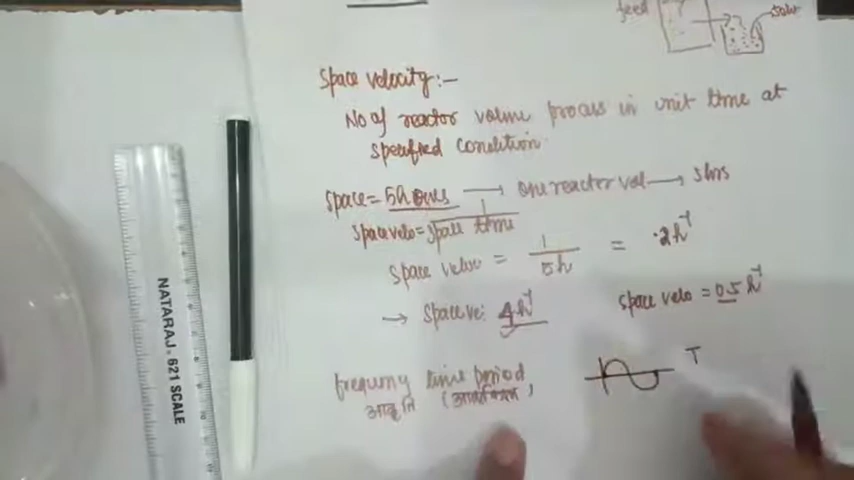 feed
solu
Space velocity:-
No of reactor volme process in unit time at
specified condition
space = 5hours → one reactor vol → 5hrs
space velo = 1/space time
space velo = 1/5h = .2h⁻¹
→ space ve: 4h⁻¹ space velo = 0.5 h⁻¹
frequency time period, T
आवृति
NATARAJ 621 SCALE